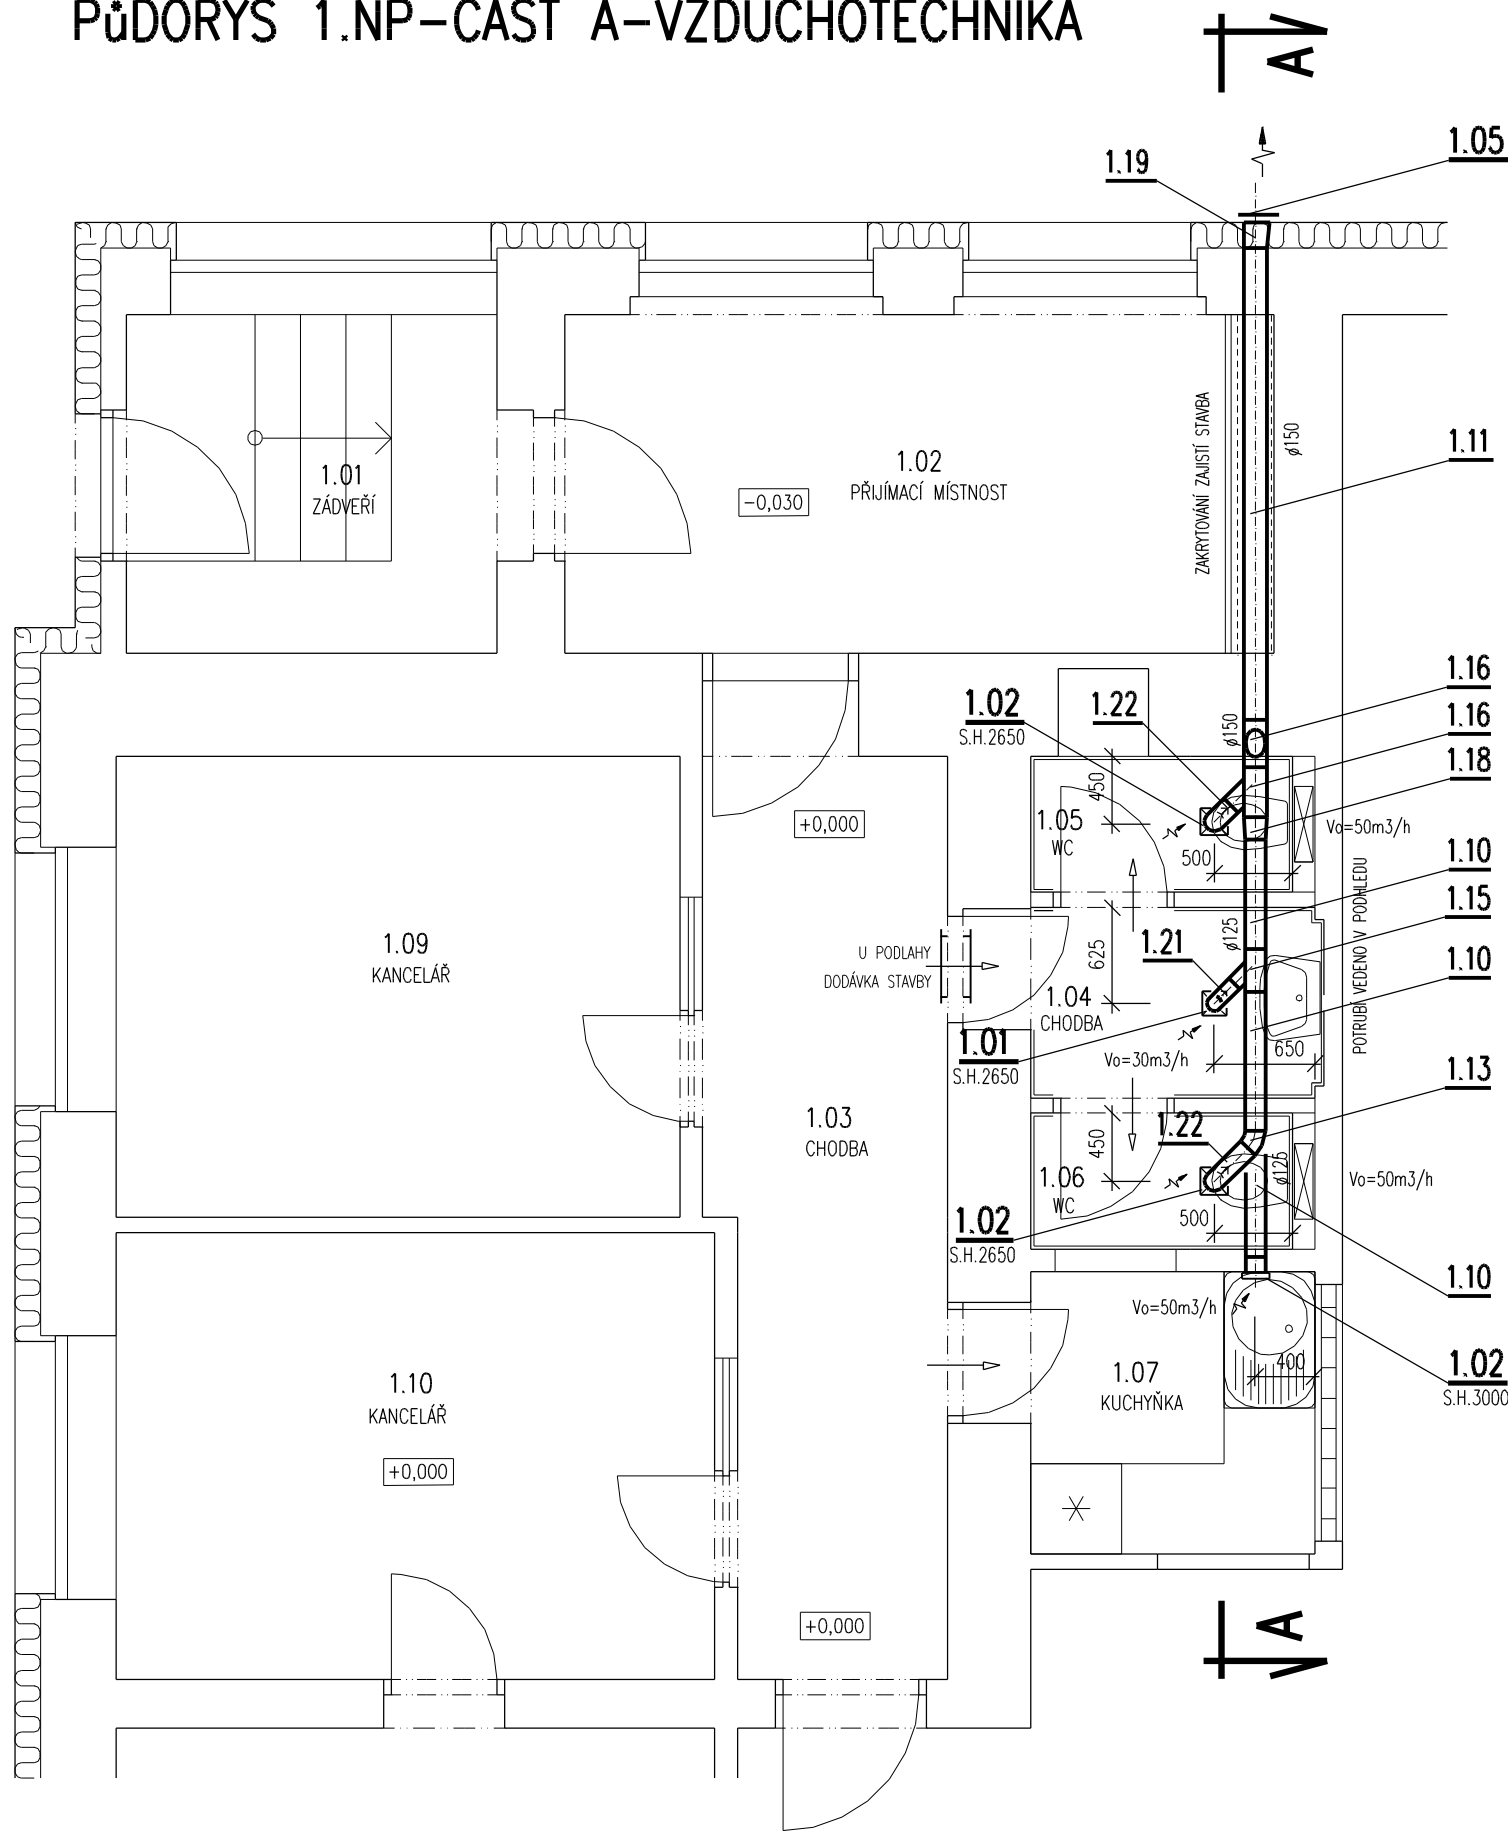 PůDORYS 1.NP-ČÁST A-VZDUCHOTECHNIKA
A
1.05
1.19
1.11
ø150
ZAKRYTOVÁNÍ ZAJISTÍ STAVBA
1.01
ZÁDVEŘÍ
1.02
PŘIJÍMACÍ MÍSTNOST
-0,030
1.16
1.02
S.H.2650
1.22
ø150
1.16
1.18
450
+0,000
1.05
WC
500
Vo=50m3/h
1.10
POTRUBÍ VEDENO V PODHLEDU
1.15
1.09
KANCELÁŘ
U PODLAHY
DODÁVKA STAVBY
625
1.21
ø125
1.10
1.04
CHODBA
1.01
S.H.2650
Vo=30m3/h
650
1.13
1.03
CHODBA
450
1.22
ø125
1.06
WC
Vo=50m3/h
1.02
S.H.2650
500
1.10
Vo=50m3/h
1.10
KANCELÁŘ
+0,000
1.07
KUCHYŇKA
400
1.02
S.H.3000
+0,000
A